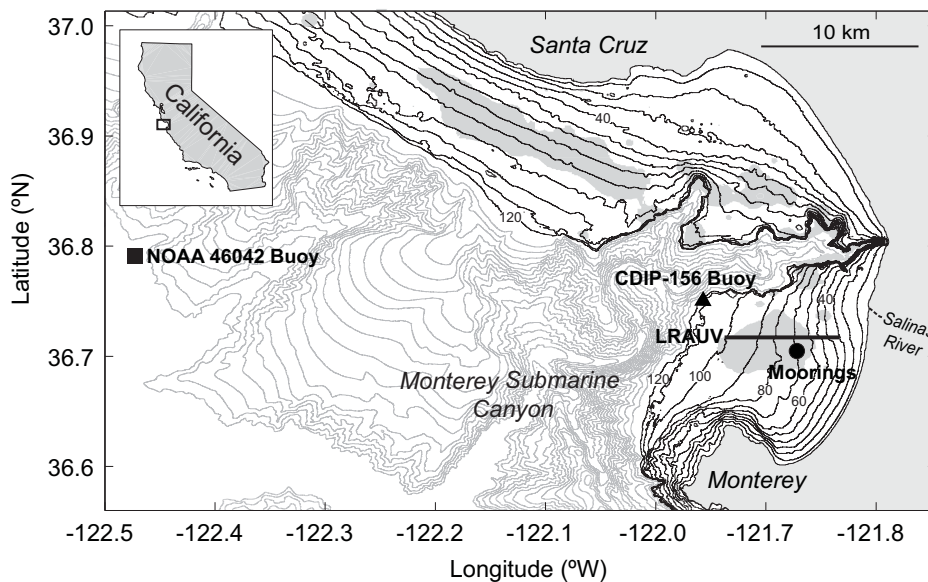 37.0
36.9
36.8
36.7
36.6
Latitude (ºN)
California
Santa Cruz
10 km
40
120
NOAA 46042 Buoy
CDIP-156 Buoy
40
LRAUV
Salinas
River
Moorings
120
100
80
60
Monterey Submarine
Canyon
Monterey
-122.5 -122.4 -122.3 -122.2 -122.1 -122.0 -121.9 -121.8
Longitude (ºW)